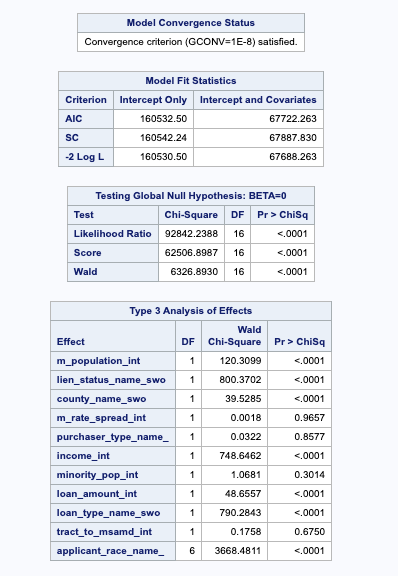 Model Convergence Status
Convergence criterion (GCONV=1E-8) satisfied.
Model Fit Statistics
Criterion Intercept Only Intercept and Covariates
AIC 160532.50 67722.263
SC 160542.24 67887.830
-2 Log L 160530.50 67688.263
Testing Global Null Hypothesis: BETA=0
Test Chi-Square DF Pr > ChiSq
Likelihood Ratio 92842.2388 16 <.0001
Score 62506.8987 16 <.0001
Wald 6326.8930 16 <.0001
Type 3 Analysis of Effects
Effect DF Wald Chi-Square Pr > ChiSq
m_population_int 1 120.3099 <.0001
lien_status_name_swo 1 800.3702 <.0001
county_name_swo 1 39.5285 <.0001
m_rate_spread_int 1 0.0018 0.9657
purchaser_type_name_ 1 0.0322 0.8577
income_int 1 748.6462 <.0001
minority_pop_int 1 1.0681 0.3014
loan_amount_int 1 48.6557 <.0001
loan_type_name_swo 1 790.2843 <.0001
tract_to_msamd_int 1 0.1758 0.6750
applicant_race_name_ 6 3668.4811 <.0001